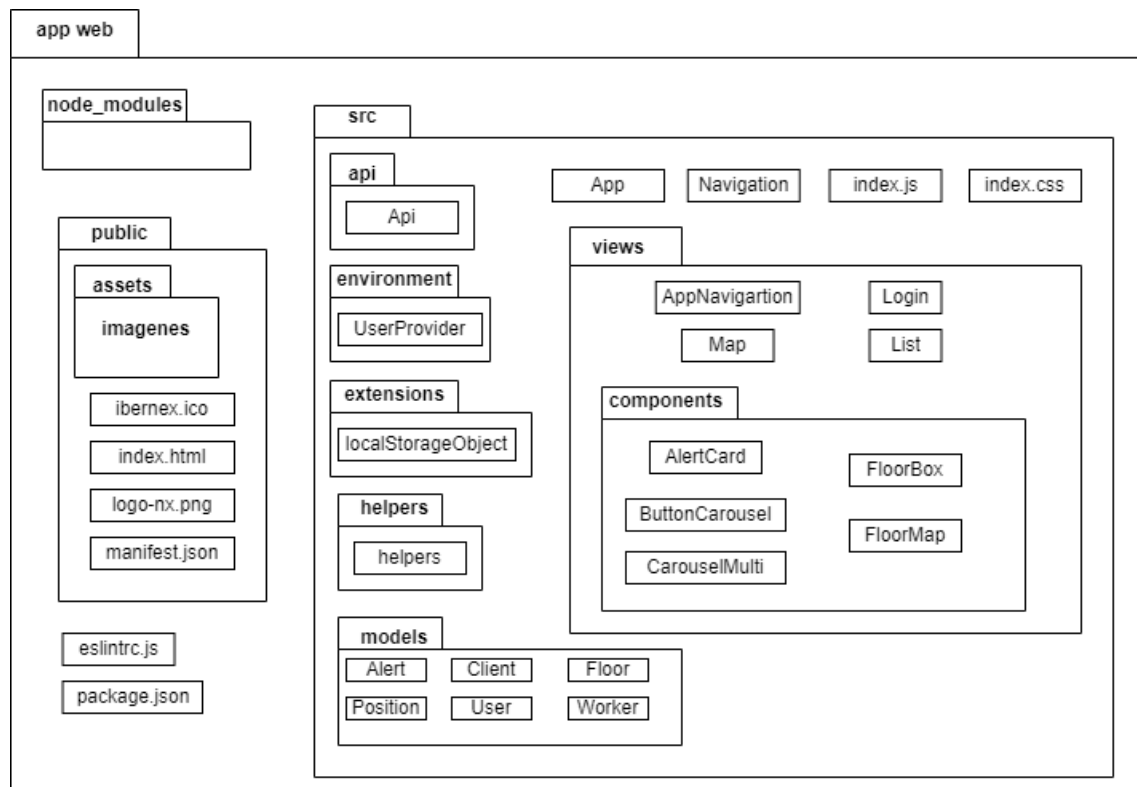 app web
node_modules
public
assets
imagenes
ibernex.ico
index.html
logo-nx.png
manifest.json
eslintrc.js
package.json
src
api
Api
environment
UserProvider
extensions
localStorageObject
helpers
helpers
models
Alert
Client
Floor
Position
User
Worker
App
Navigation
index.js
index.css
views
AppNavigartion
Login
Map
List
components
AlertCard
FloorBox
ButtonCarousel
FloorMap
CarouselMulti